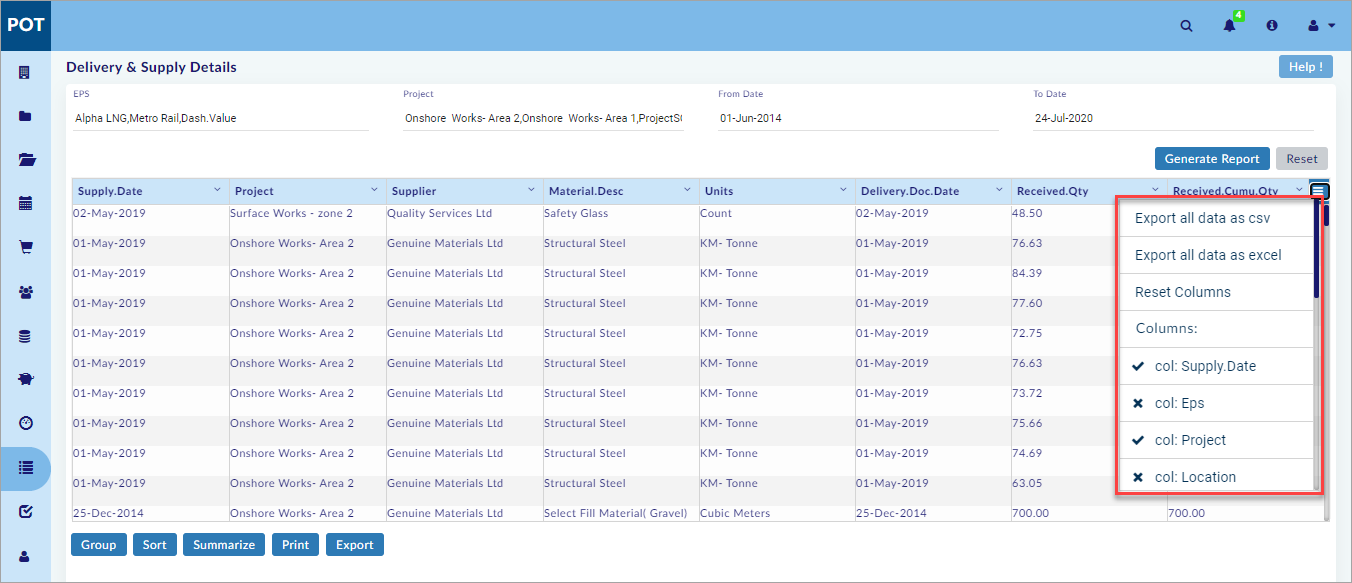 POT
4
Delivery & Supply Details
Help !
EPS Project From Date To Date
Alpha LNG,Metro Rail,Dash.Value Onshore Works- Area 2,Onshore Works- Area 1,ProjectS 01-Jun-2014 24-Jul-2020
Generate Report Reset
Supply.Date Project Supplier Material.Desc Units Delivery.Doc.Date Received.Qty Received.Cumu.Qty
02-May-2019 Surface Works - zone 2 Quality Services Ltd Safety Glass Count 02-May-2019 48.50
01-May-2019 Onshore Works- Area 2 Genuine Materials Ltd Structural Steel KM- Tonne 01-May-2019 76.63
01-May-2019 Onshore Works- Area 2 Genuine Materials Ltd Structural Steel KM- Tonne 01-May-2019 84.39
01-May-2019 Onshore Works- Area 2 Genuine Materials Ltd Structural Steel KM- Tonne 01-May-2019 77.60
01-May-2019 Onshore Works- Area 2 Genuine Materials Ltd Structural Steel KM- Tonne 01-May-2019 72.75
01-May-2019 Onshore Works- Area 2 Genuine Materials Ltd Structural Steel KM- Tonne 01-May-2019 76.63
01-May-2019 Onshore Works- Area 2 Genuine Materials Ltd Structural Steel KM- Tonne 01-May-2019 73.72
01-May-2019 Onshore Works- Area 2 Genuine Materials Ltd Structural Steel KM- Tonne 01-May-2019 75.66
01-May-2019 Onshore Works- Area 2 Genuine Materials Ltd Structural Steel KM- Tonne 01-May-2019 74.69
01-May-2019 Onshore Works- Area 2 Genuine Materials Ltd Structural Steel KM- Tonne 01-May-2019 63.05
25-Dec-2014 Onshore Works- Area 2 Genuine Materials Ltd Select Fill Material( Gravel) Cubic Meters 25-Dec-2014 700.00 700.00
Export all data as csv
Export all data as excel
Reset Columns
Columns:
col: Supply.Date
col: Eps
col: Project
col: Location
Group Sort Summarize Print Export